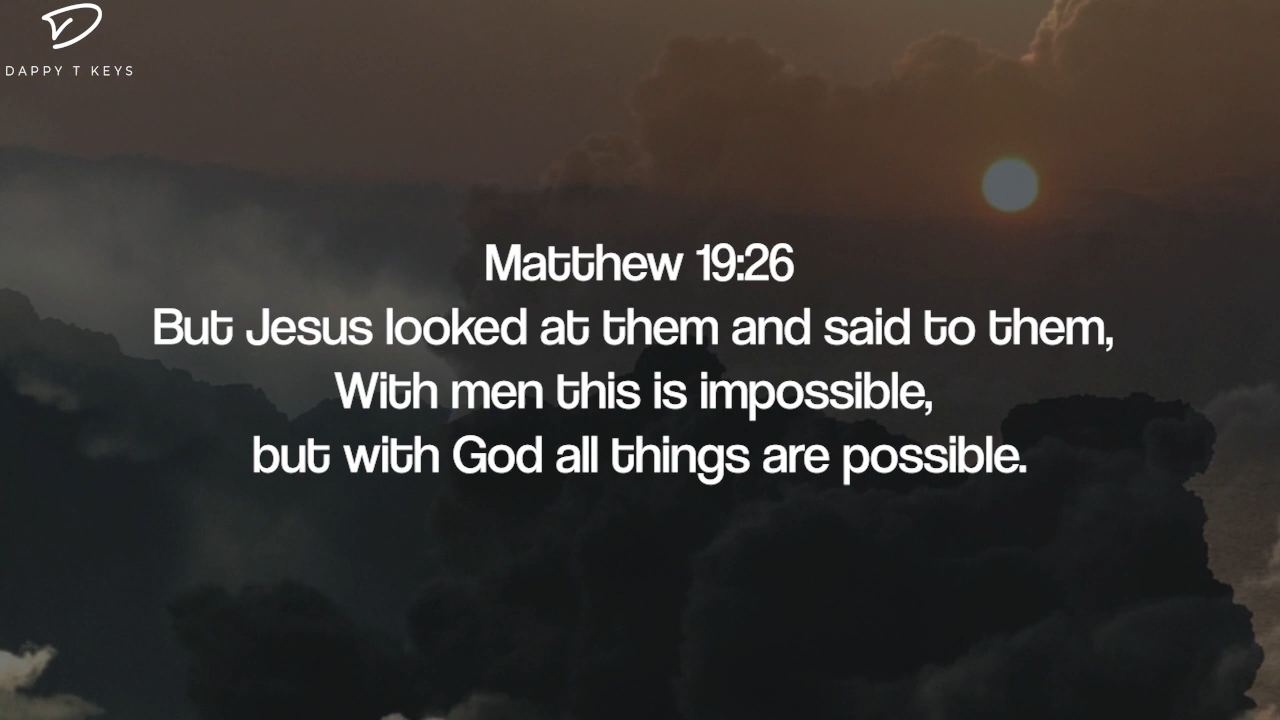 DAPPY T KEYS
Matthew 19:26
But Jesus looked at them and said to them,
With men this is impossible,
but with God all things are possible.